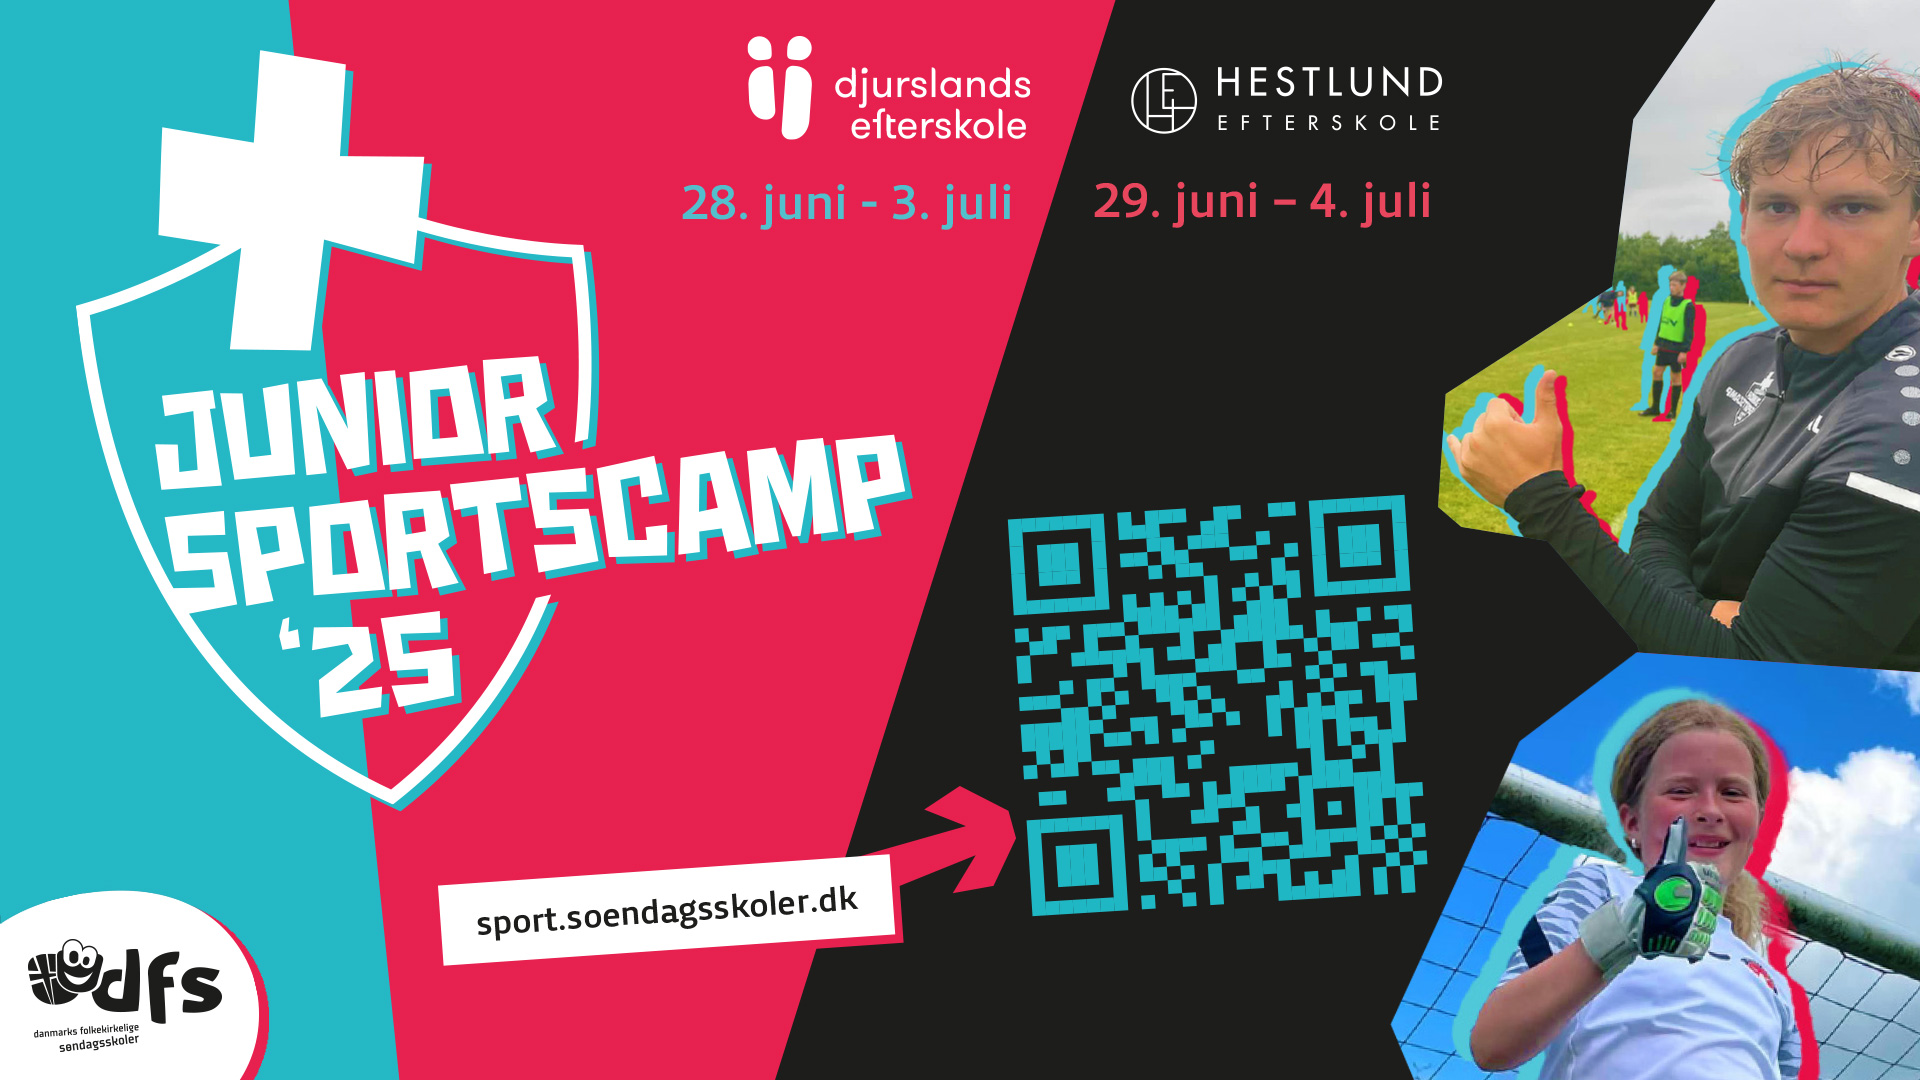 djurslands
efterskole
28. juni - 3. juli
HESTLUND
EFTERSKOLE
29. juni – 4. juli
JUNIOR
SPORTSCAMP
‘25
sport.soendagsskoler.dk
dfs
danmarks folkekirkelige
søndagsskoler